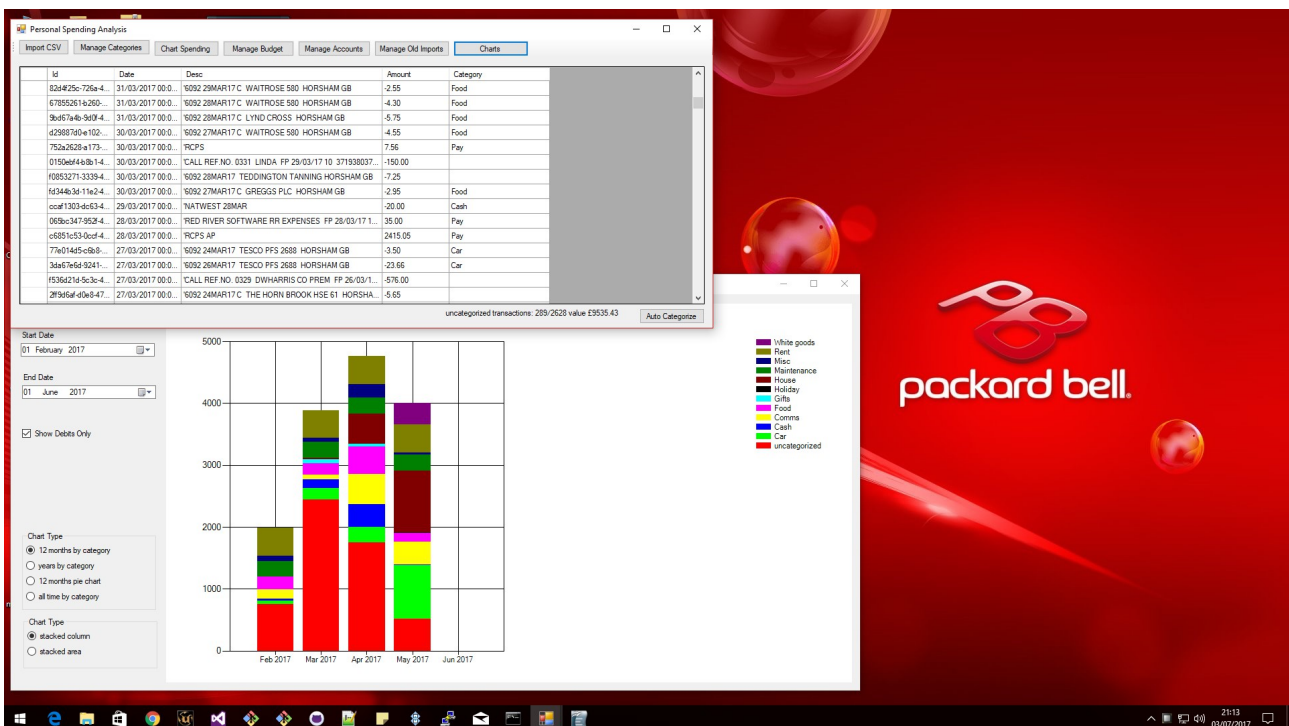 Personal Spending Analysis
Import CSV Manage Categories Chart Spending Manage Budget Manage Accounts Manage Old Imports Charts
Id Date Desc Amount Category
82d4f25c-726a-4... 31/03/2017 00:0... '6092 29MAR17 C WAITROSE 580 HORSHAM GB -2.55 Food
67855261-b260-... 31/03/2017 00:0... '6092 28MAR17 C WAITROSE 580 HORSHAM GB -4.30 Food
9bd67a4b-9d0f-4... 31/03/2017 00:0... '6092 28MAR17 C LYND CROSS HORSHAM GB -5.75 Food
d29887d0-e102-... 30/03/2017 00:0... '6092 27MAR17 C WAITROSE 580 HORSHAM GB -4.55 Food
752a2628-a173-... 30/03/2017 00:0... 'RCPS 7.56 Pay
0150ebf4-b8b1-4... 30/03/2017 00:0... 'CALL REF.NO. 0331 LINDA FP 29/03/17 10 371938037... -150.00
f0853271-3339-4... 30/03/2017 00:0... '6092 28MAR17 TEDDINGTON TANNING HORSHAM GB -7.25
fd344b3d-11e2-4... 30/03/2017 00:0... '6092 27MAR17 C GREGGS PLC HORSHAM GB -2.95 Food
ccaf1303-dc63-4... 29/03/2017 00:0... 'NATWEST 28MAR -20.00 Cash
065bc347-952f-4... 28/03/2017 00:0... 'RED RIVER SOFTWARE RR EXPENSES FP 28/03/17 1... 35.00 Pay
c6851c53-0ccf-4... 28/03/2017 00:0... 'RCPS AP 2415.05 Pay
77e014d5-c6b8-... 27/03/2017 00:0... '6092 24MAR17 TESCO PFS 2688 HORSHAM GB -3.50 Car
3da67e6d-9241-... 27/03/2017 00:0... '6092 26MAR17 TESCO PFS 2688 HORSHAM GB -23.66 Car
f536d21d-5c3c-4... 27/03/2017 00:0... 'CALL REF.NO. 0329 DWHARRIS CO PREM FP 26/03/1... -576.00
2ff9d6af-d0e8-47... 27/03/2017 00:0... '6092 24MAR17 C THE HORN BROOK HSE 61 HORSHA... -5.65
uncategorized transactions: 289/2628 value £9535.43 Auto Categorize
Start Date
01 February 2017
End Date
01 June 2017
Show Debits Only
Chart Type
12 months by category
years by category
12 months pie chart
all time by category
Chart Type
stacked column
stacked area
5000
4000
3000
2000
1000
0
Feb 2017 Mar 2017 Apr 2017 May 2017 Jun 2017
White goods
Rent
Misc
Maintenance
House
Holiday
Gifts
Food
Comms
Cash
Car
uncategorized
packard bell.
21:13
03/07/2017